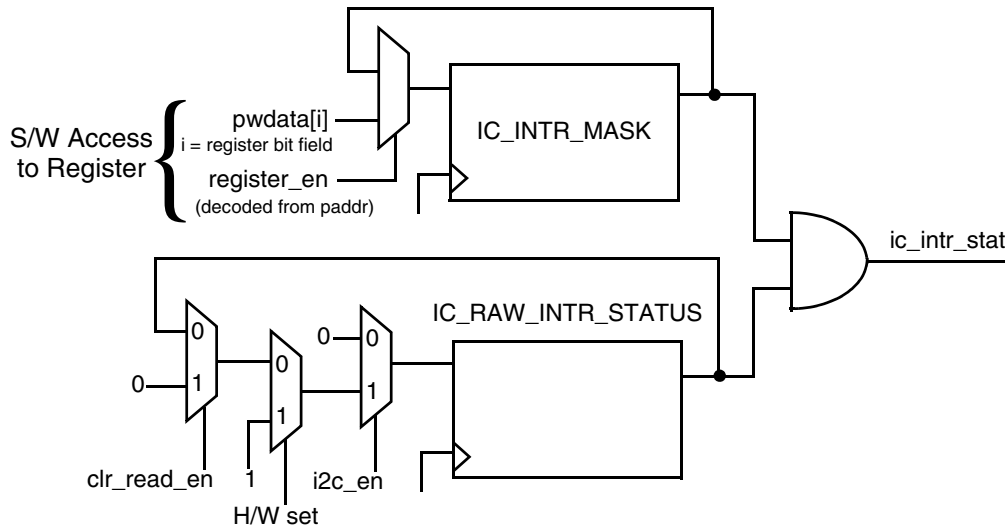 S/W Access
to Register
pwdata[i]
i = register bit field
register_en
(decoded from paddr)
IC_INTR_MASK
ic_intr_stat
IC_RAW_INTR_STATUS
0
1
0
0
1
0
0
1
clr_read_en
1
H/W set
i2c_en